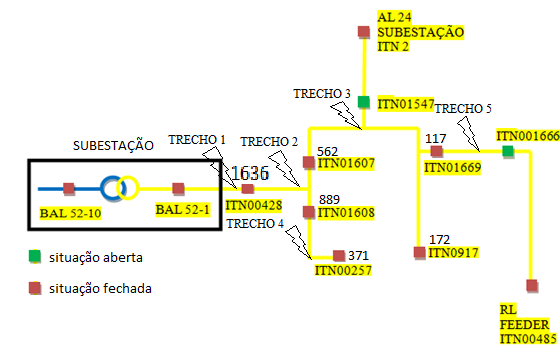 AL 24
SUBESTAÇÃO
ITN 2
TRECHO 3
ITN01547
TRECHO 5
SUBESTAÇÃO
TRECHO 1
TRECHO 2
117
ITN001666
562
ITN01607
ITN01669
1636
BAL 52-10
BAL 52-1
ITN00428
889
ITN01608
TRECHO 4
172
ITN0917
371
ITN00257
situação aberta
situação fechada
RL
FEEDER
ITN00485